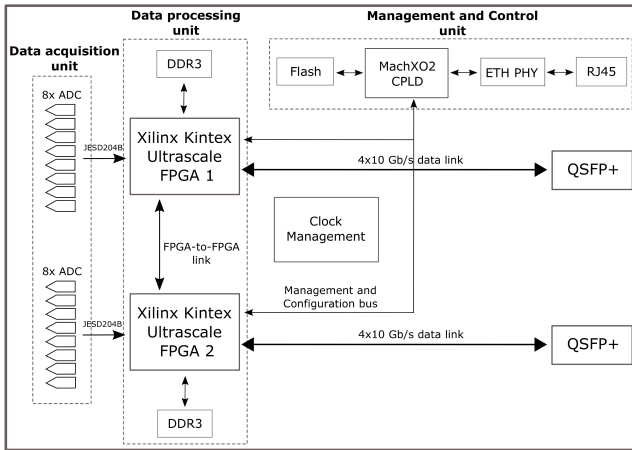 Data processing
unit
Management and Control
unit
Data acquisition
unit
DDR3
Flash
MachXO2
CPLD
ETH PHY
RJ45
8x ADC
JESD204B
Xilinx Kintex
Ultrascale
FPGA 1
4x10 Gb/s data link
QSFP+
Clock
Management
FPGA-to-FPGA
link
8x ADC
Management and
Configuration bus
JESD204B
Xilinx Kintex
Ultrascale
FPGA 2
4x10 Gb/s data link
QSFP+
DDR3